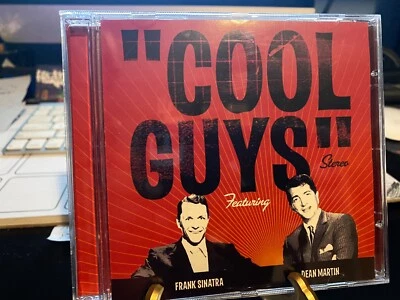 "COOL
GUYS"
Stereo
Featuring
FRANK SINATRA
DEAN MARTIN